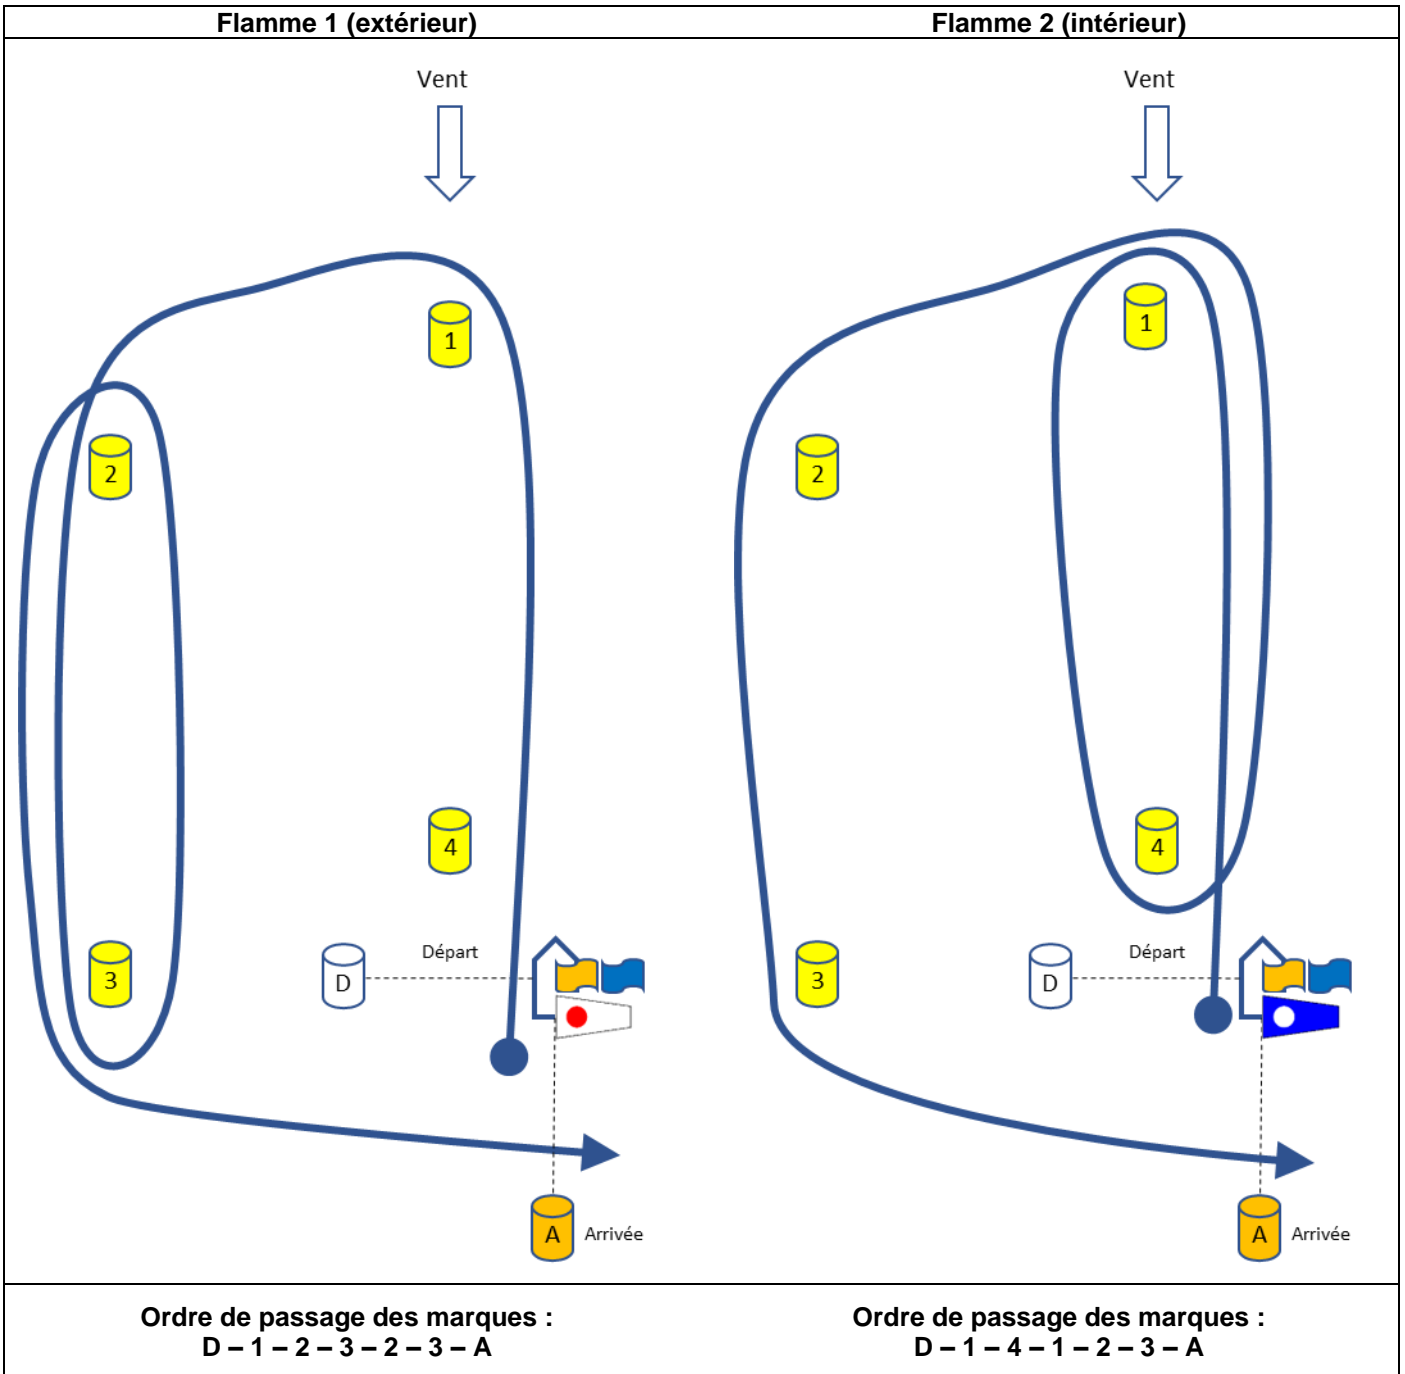 Flamme 1 (extérieur)
Vent
1
2
4
3
D
Départ
A
Arrivée
Ordre de passage des marques :
D – 1 – 2 – 3 – 2 – 3 – A
Flamme 2 (intérieur)
Vent
1
2
4
3
D
Départ
A
Arrivée
Ordre de passage des marques :
D – 1 – 4 – 1 – 2 – 3 – A